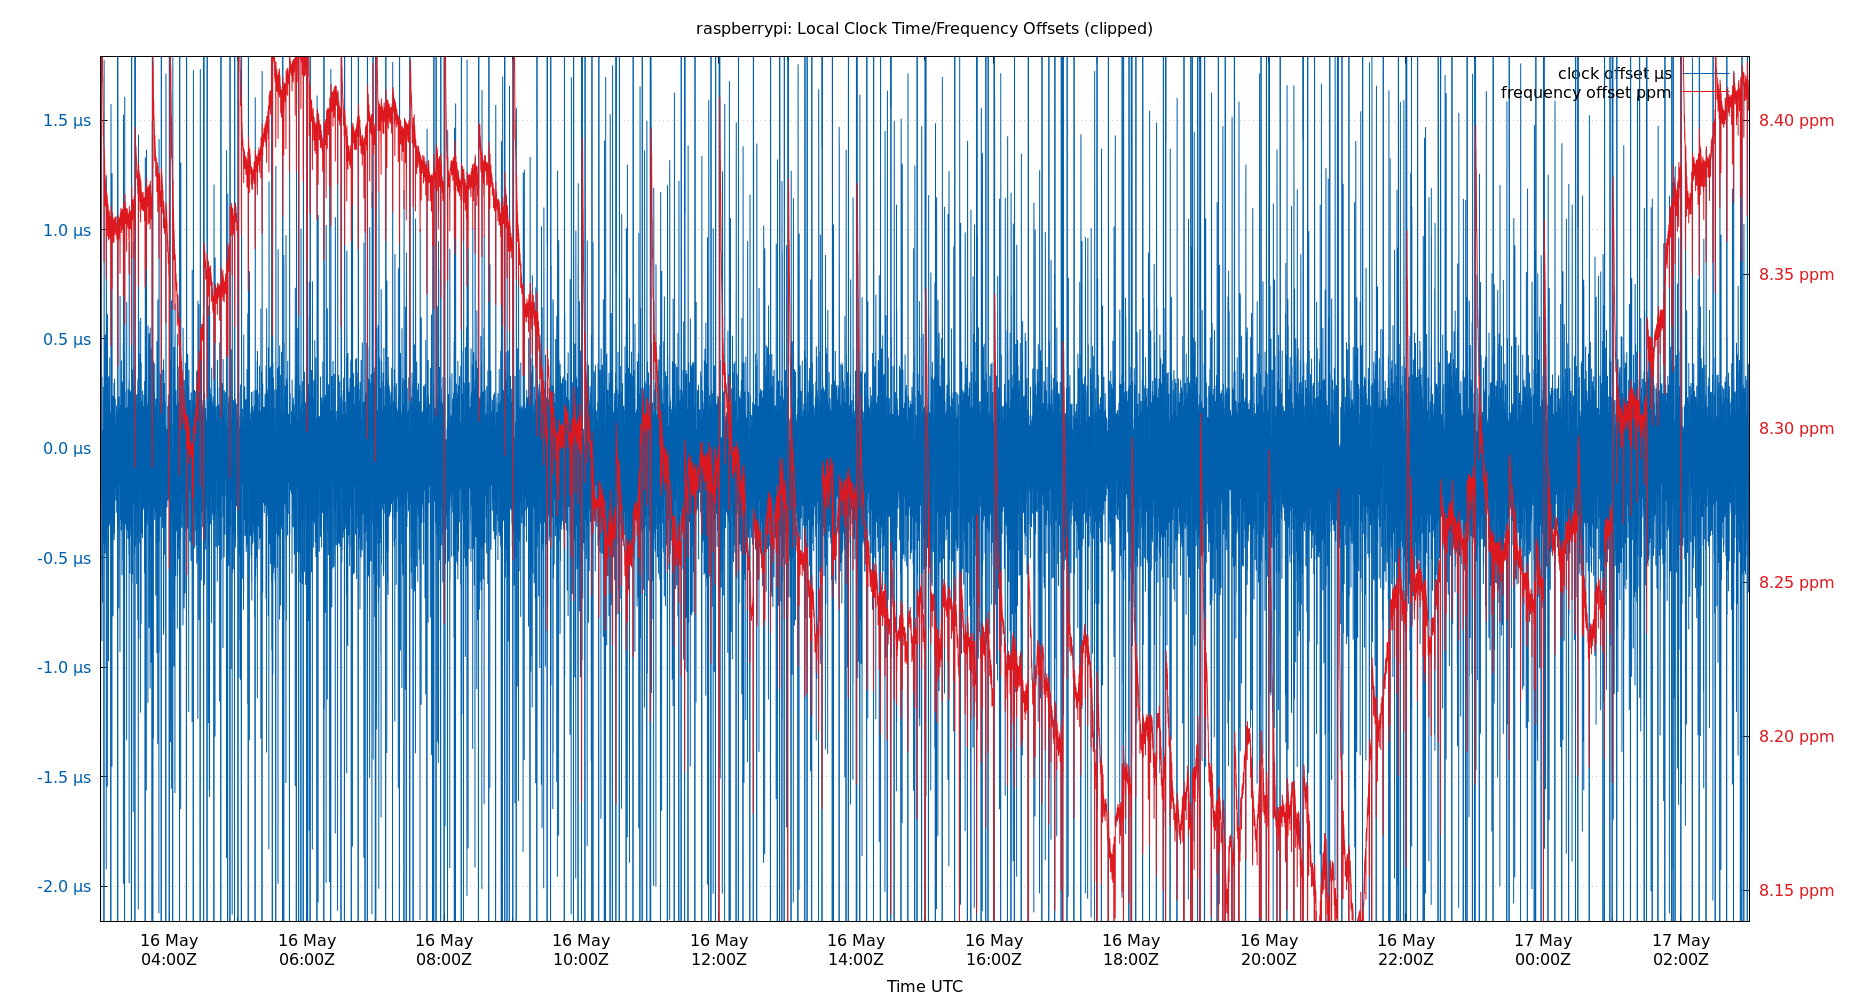 raspberrypi: Local Clock Time/Frequency Offsets (clipped)
clock offset µs
frequency offset ppm
1.5 µs
1.0 µs
0.5 µs
0.0 µs
-0.5 µs
-1.0 µs
-1.5 µs
-2.0 µs
8.40 ppm
8.35 ppm
8.30 ppm
8.25 ppm
8.20 ppm
8.15 ppm
16 May 16 May 16 May 16 May 16 May 16 May 16 May 16 May 16 May 16 May 17 May 17 May
04:00Z 06:00Z 08:00Z 10:00Z 12:00Z 14:00Z 16:00Z 18:00Z 20:00Z 22:00Z 00:00Z 02:00Z
Time UTC